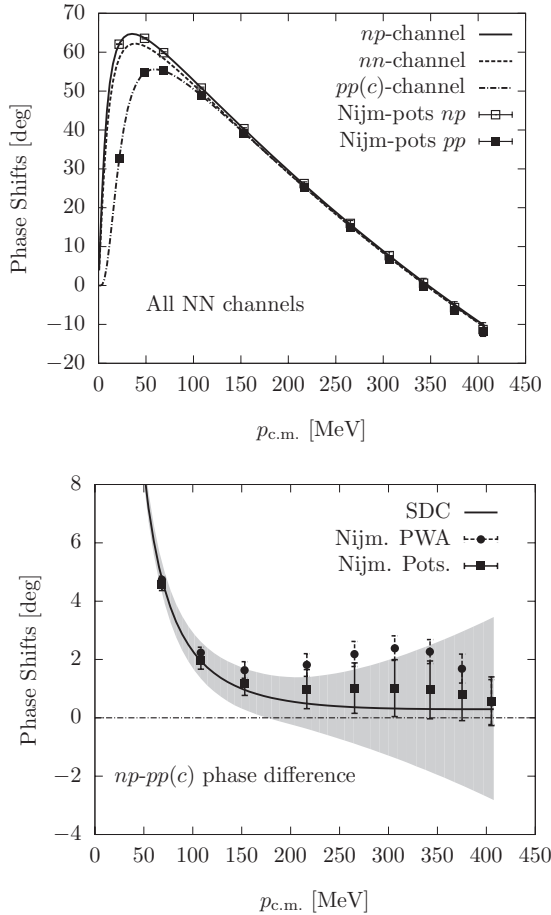 70
60
50
40
30
20
10
0
−10
−20
Phase Shifts [deg]
np-channel
nn-channel
pp(c)-channel
Nijm-pots np
Nijm-pots pp
All NN channels
0 50 100 150 200 250 300 350 400 450
p_c.m. [MeV]
8
6
4
2
0
−2
−4
Phase Shifts [deg]
SDC
Nijm. PWA
Nijm. Pots.
np-pp(c) phase difference
0 50 100 150 200 250 300 350 400 450
p_c.m. [MeV]